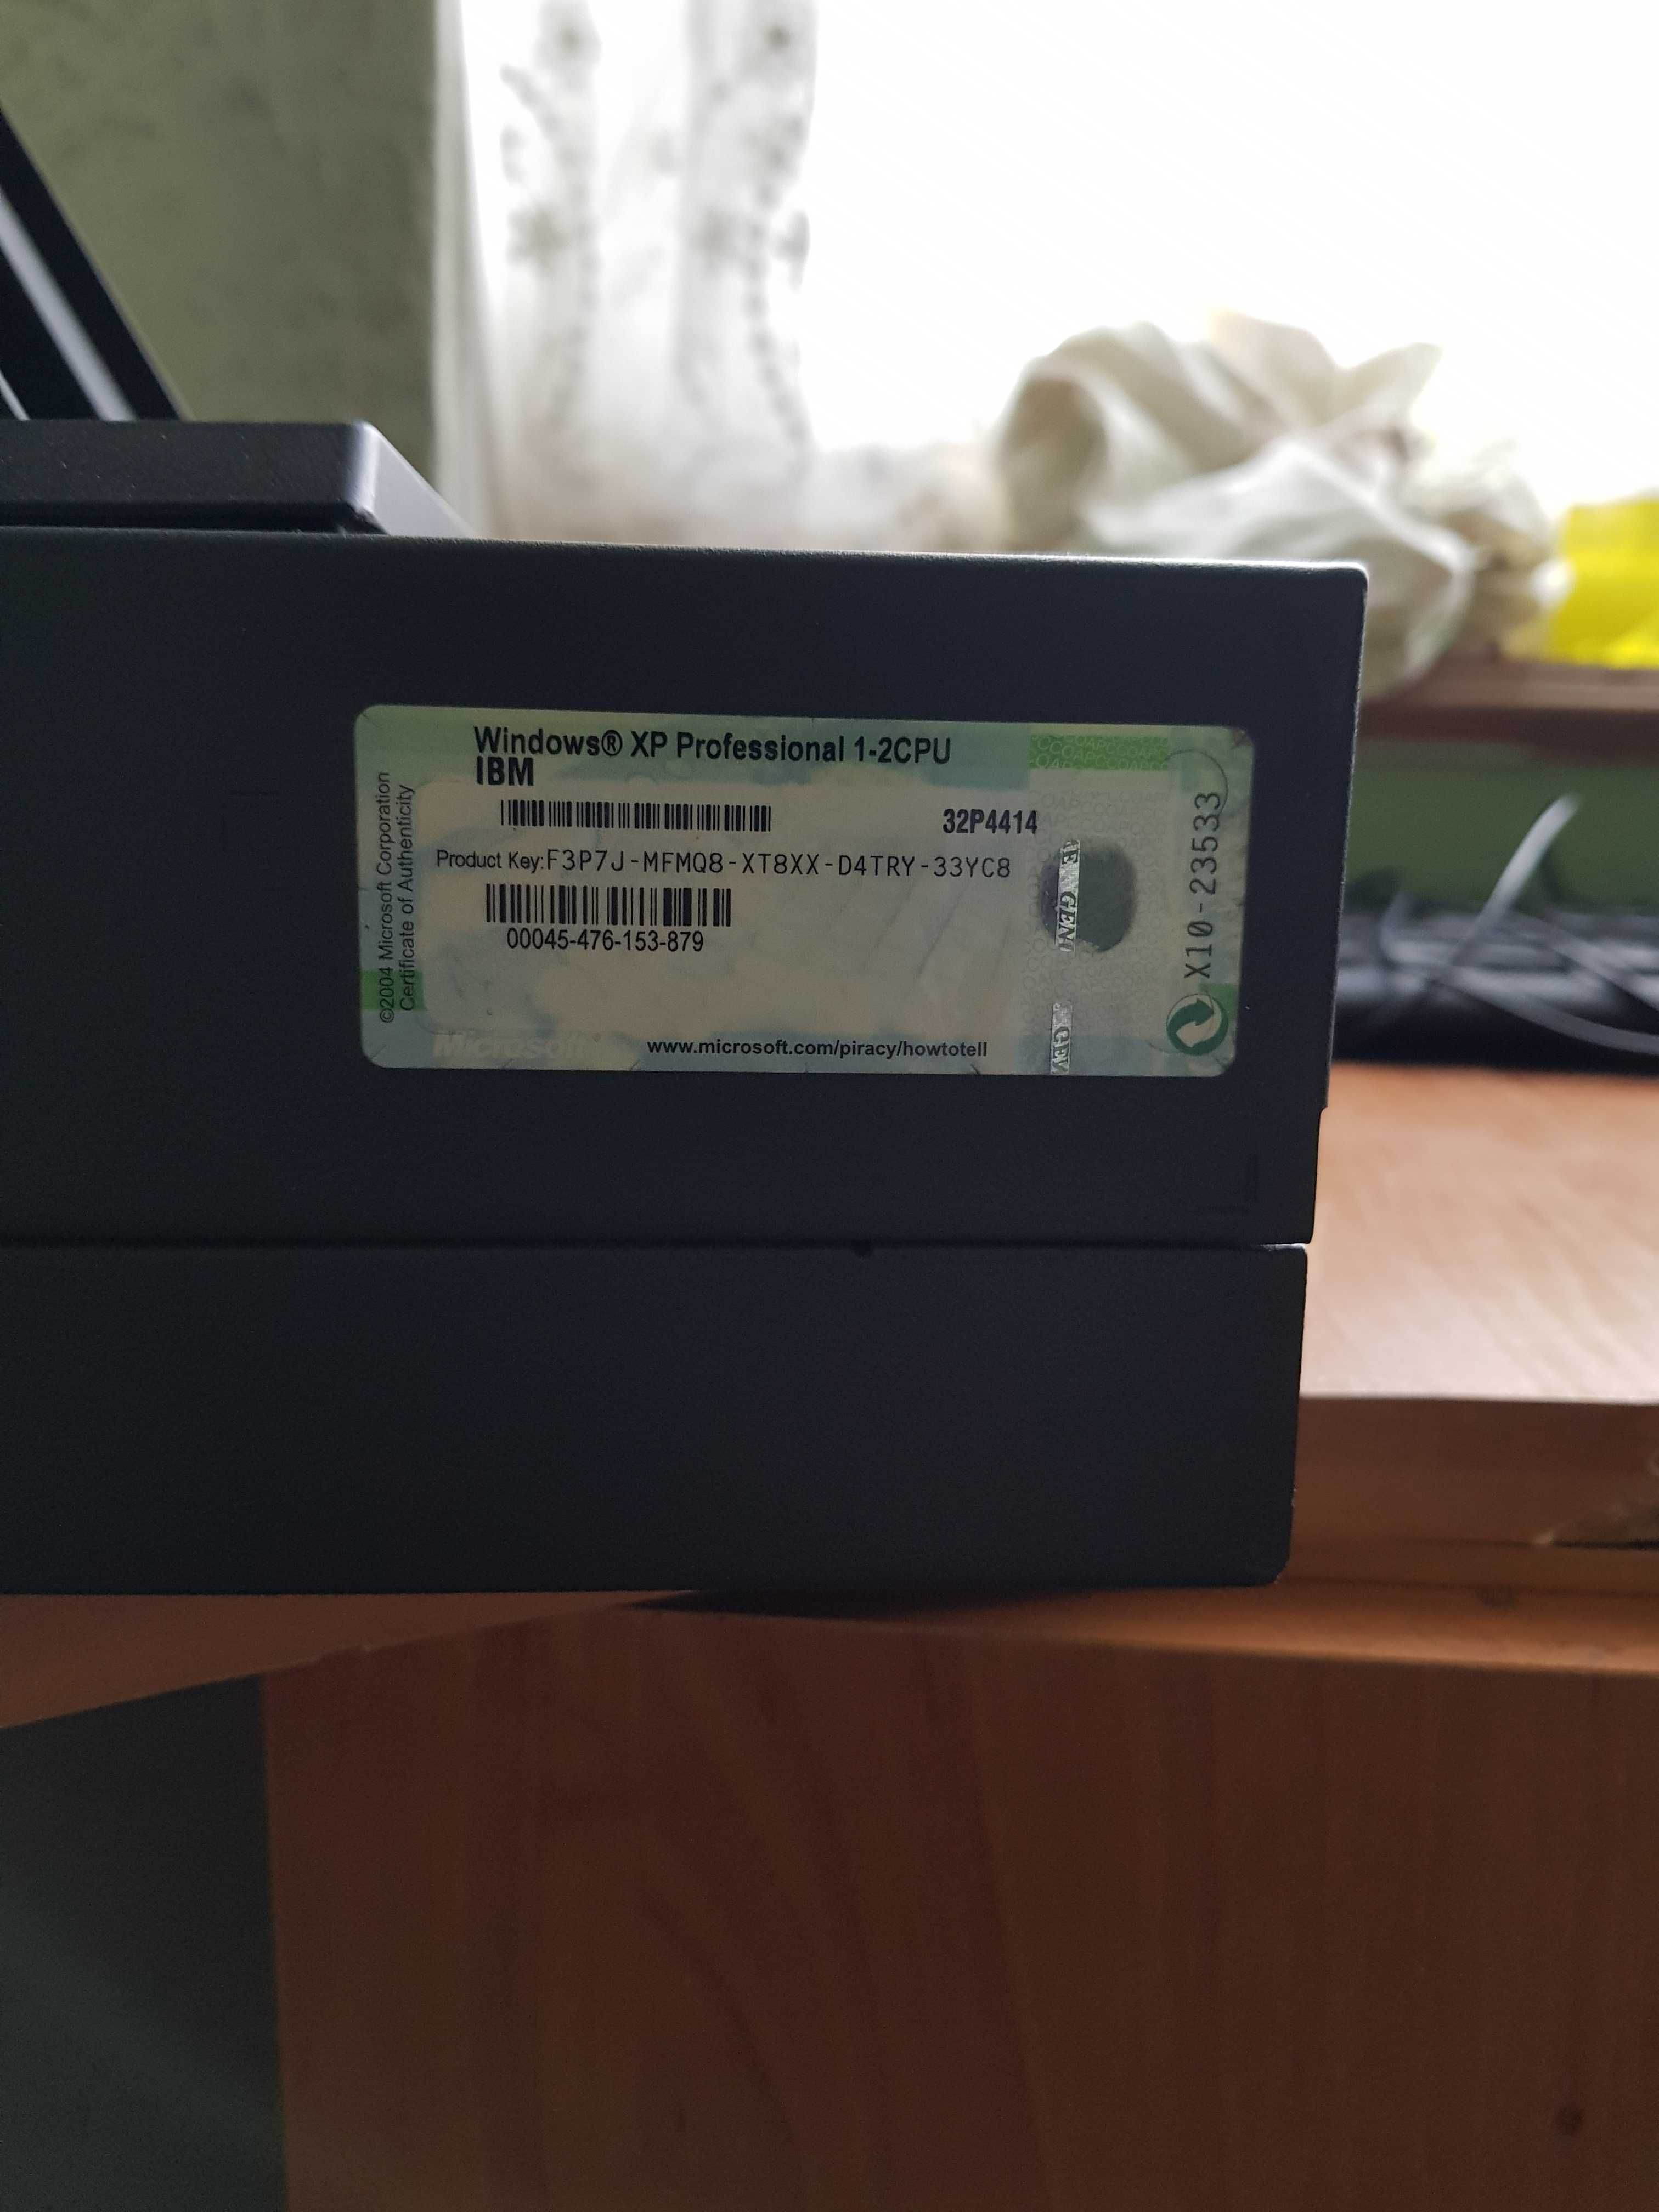 Windows® XP Professional 1-2CPU
IBM
32P4414
Product Key:F3P7J-MFMQ8-XT8XX-D4TRY-33YC8
00045-476-153-879
Microsoft
www.microsoft.com/piracy/howtotell
©2004 Microsoft Corporation
Certificate of Authenticity
X10-23533